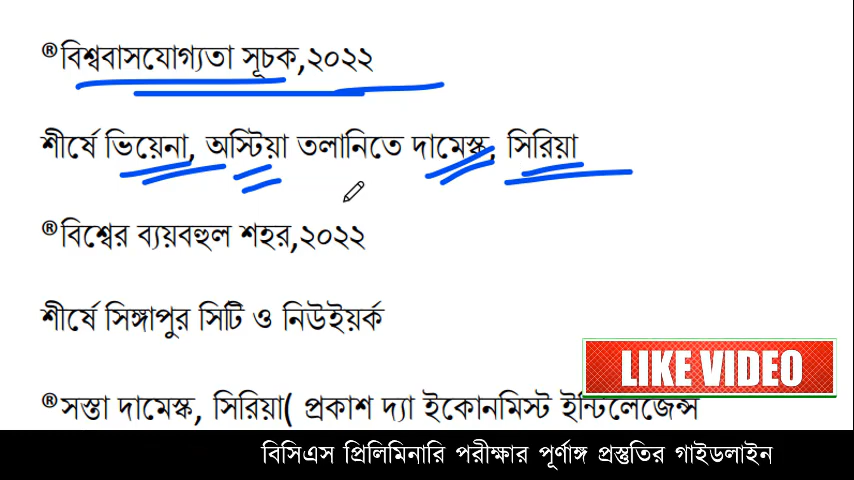 ®বিশ্ববাসযোগ্যতা সূচক,২০২২
শীর্ষে ভিয়েনা, অস্টিয়া তলানিতে দামেস্ক, সিরিয়া
®বিশ্বের ব্যয়বহুল শহর,২০২২
শীর্ষে সিঙ্গাপুর সিটি ও নিউইয়র্ক
LIKE VIDEO
®সস্তা দামেস্ক, সিরিয়া( প্রকাশ দ্যা ইকোনমিস্ট ইন্টিলেজেন্স
বিসিএস প্রিলিমিনারি পরীক্ষার পূর্ণাঙ্গ প্রস্তুতির গাইডলাইন